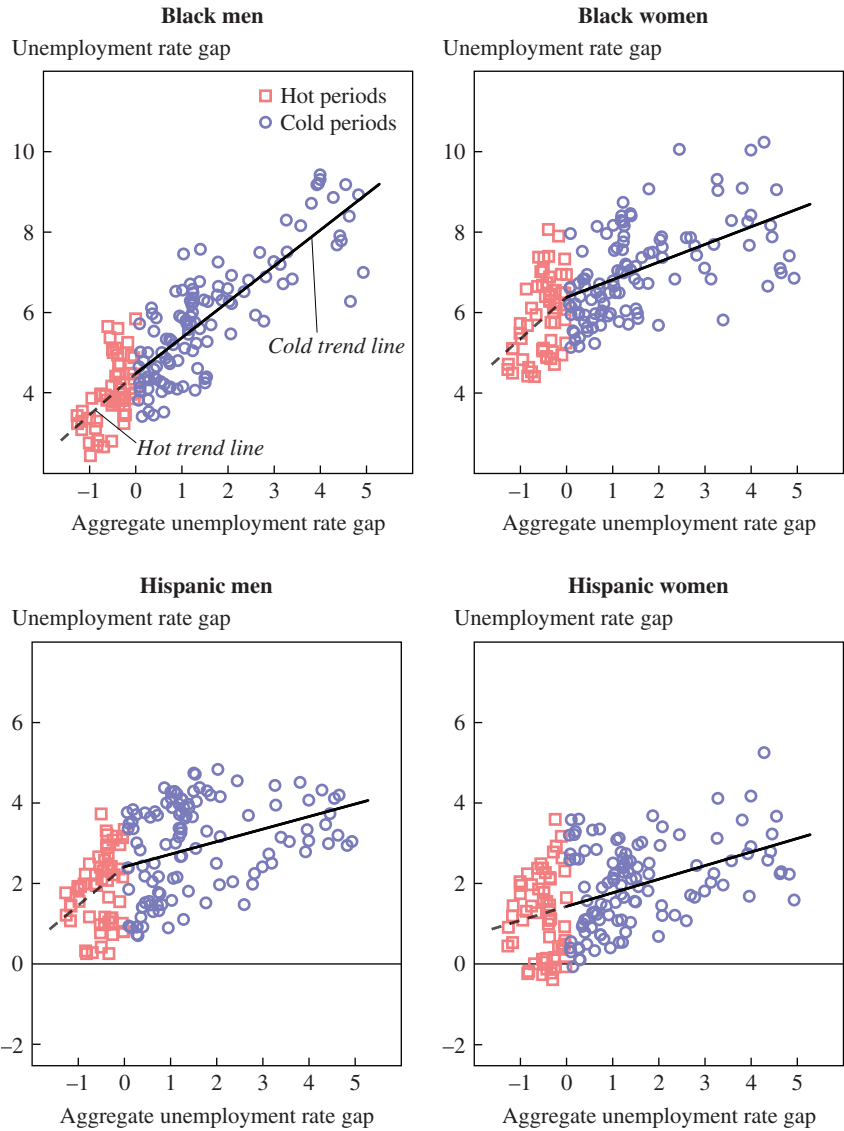 Black men
Unemployment rate gap
Hot periods
Cold periods
10
8
6
4
Cold trend line
Hot trend line
–1 0 1 2 3 4 5
Aggregate unemployment rate gap
Black women
Unemployment rate gap
10
8
6
4
–1 0 1 2 3 4 5
Aggregate unemployment rate gap
Hispanic men
Unemployment rate gap
6
4
2
0
–2
–1 0 1 2 3 4 5
Aggregate unemployment rate gap
Hispanic women
Unemployment rate gap
6
4
2
0
–2
–1 0 1 2 3 4 5
Aggregate unemployment rate gap